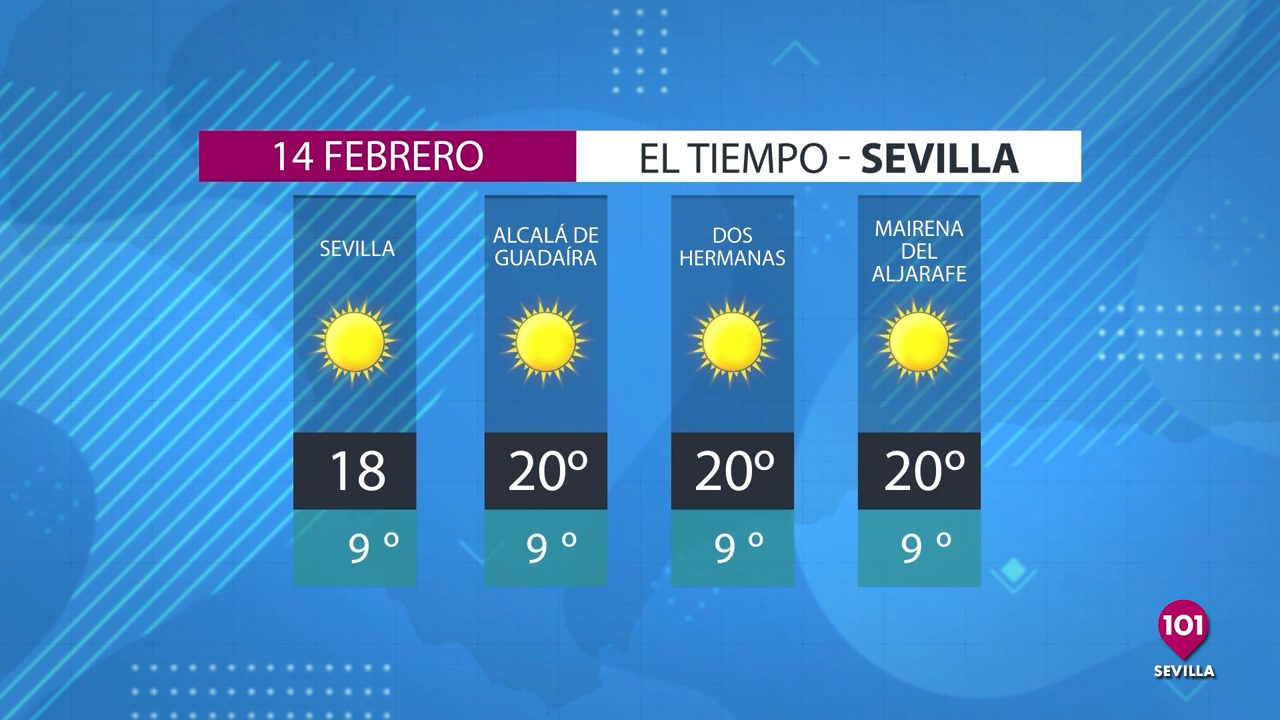 14 FEBRERO
EL TIEMPO - SEVILLA
SEVILLA
18
9 º
ALCALÁ DE
GUADAÍRA
20º
9 º
DOS
HERMANAS
20º
9 º
MAIRENA
DEL
ALJARAFE
20º
9 º
101
SEVILLA